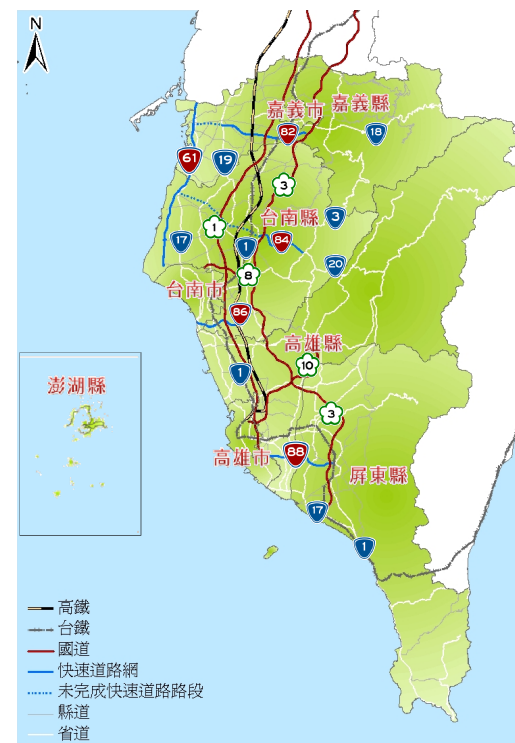 N
嘉義市
嘉義縣
82
18
61
19
3
3
1
台南縣
17
1
84
8
20
台南市
86
高雄縣
10
1
澎湖縣
3
高雄市
88
屏東縣
17
1
高鐵
台鐵
國道
快速道路網
未完成快速道路路段
縣道
省道